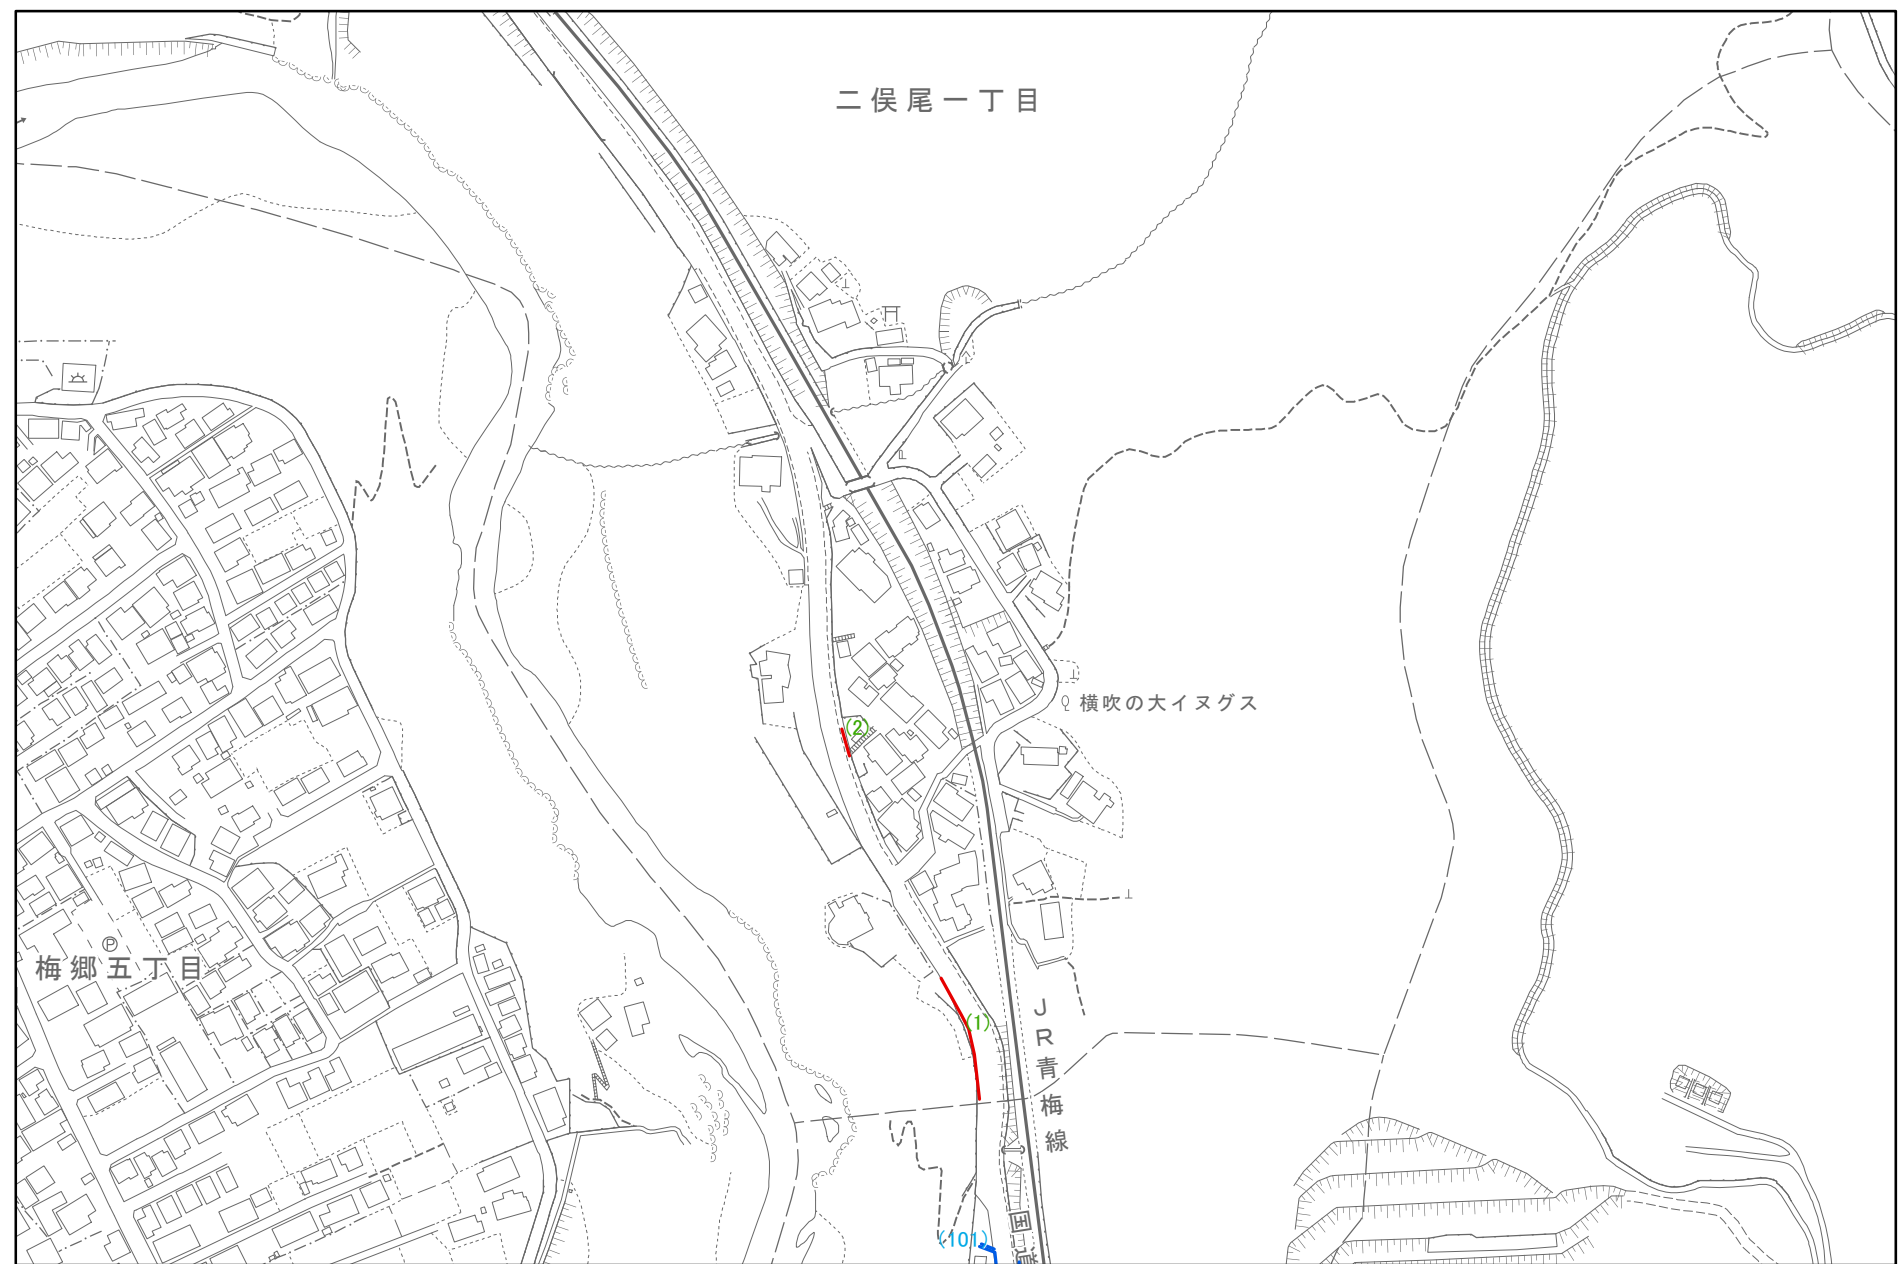 二俣尾一丁目
横吹の大イヌグス
(2)
Ⓟ
梅郷五丁目
(1)
JR青梅線
(101)
国道